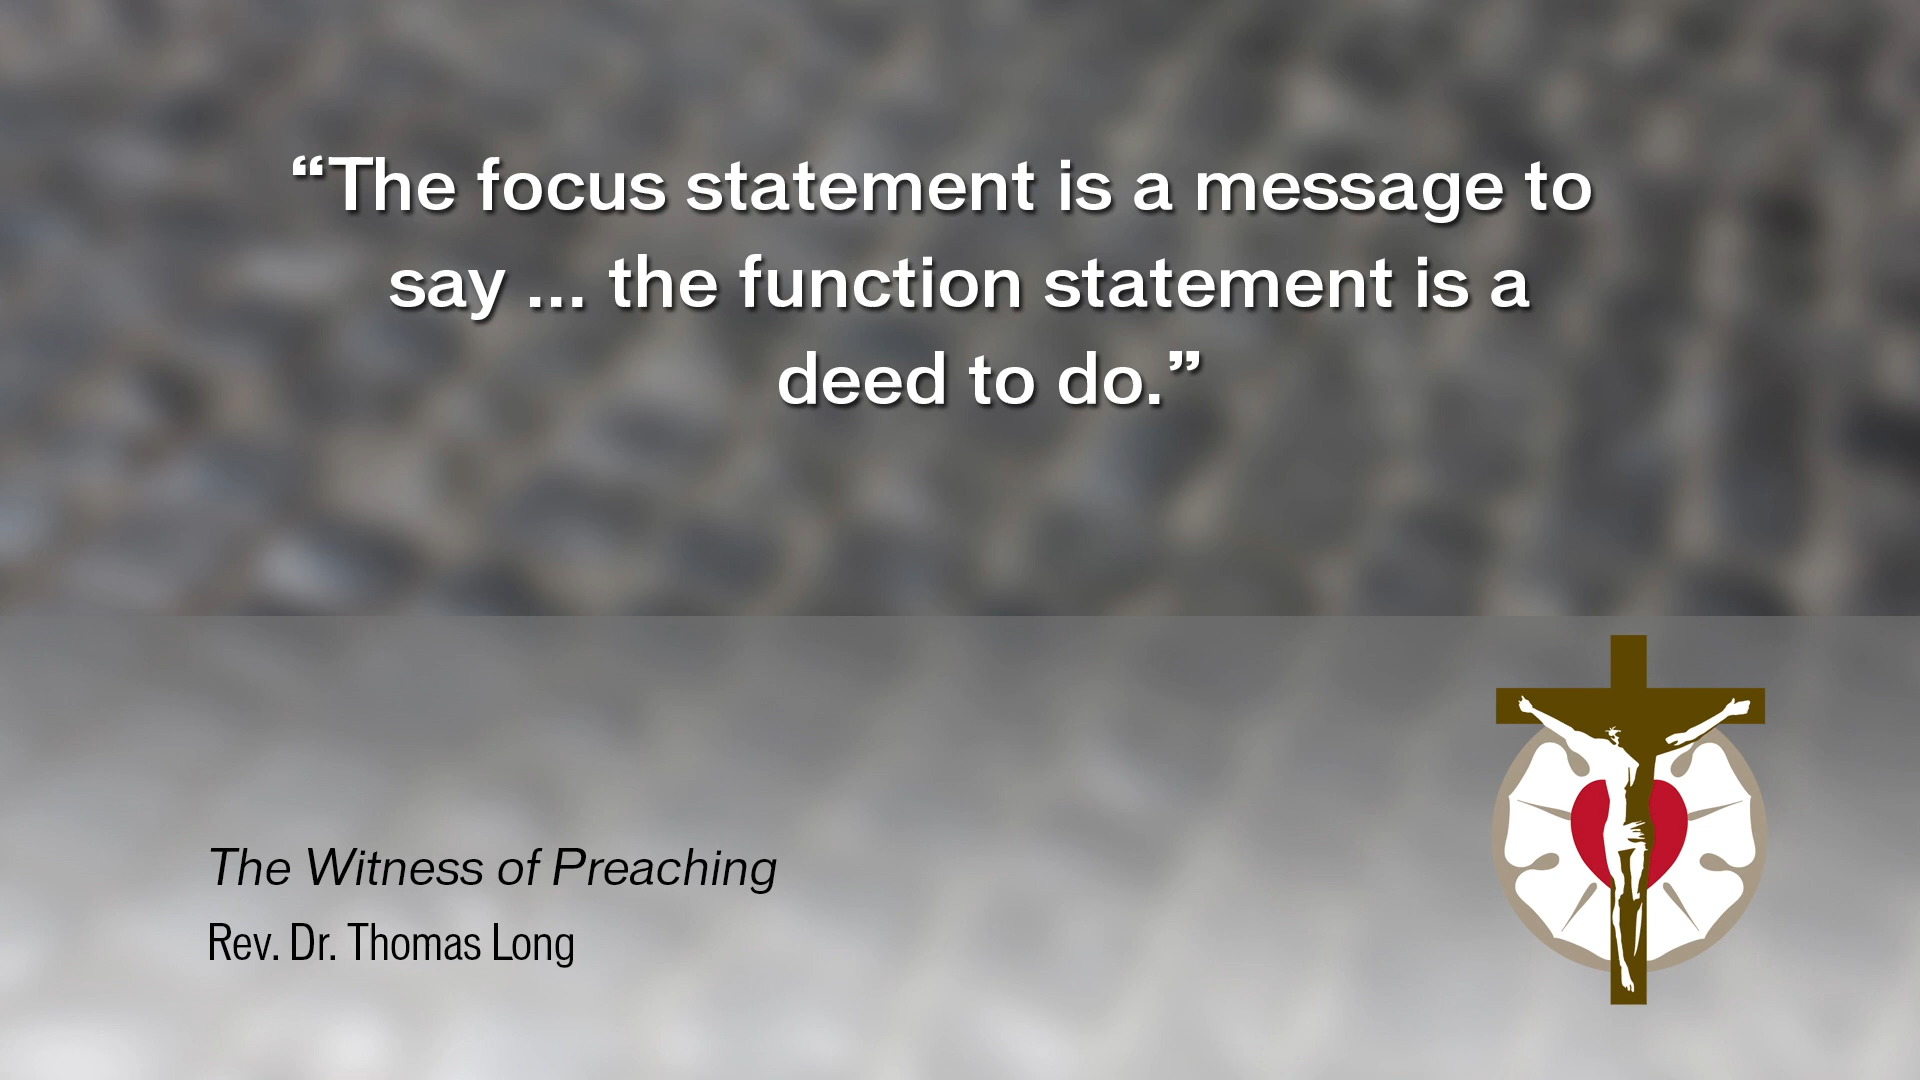 “The focus statement is a message to
say ... the function statement is a
deed to do.”
The Witness of Preaching
Rev. Dr. Thomas Long